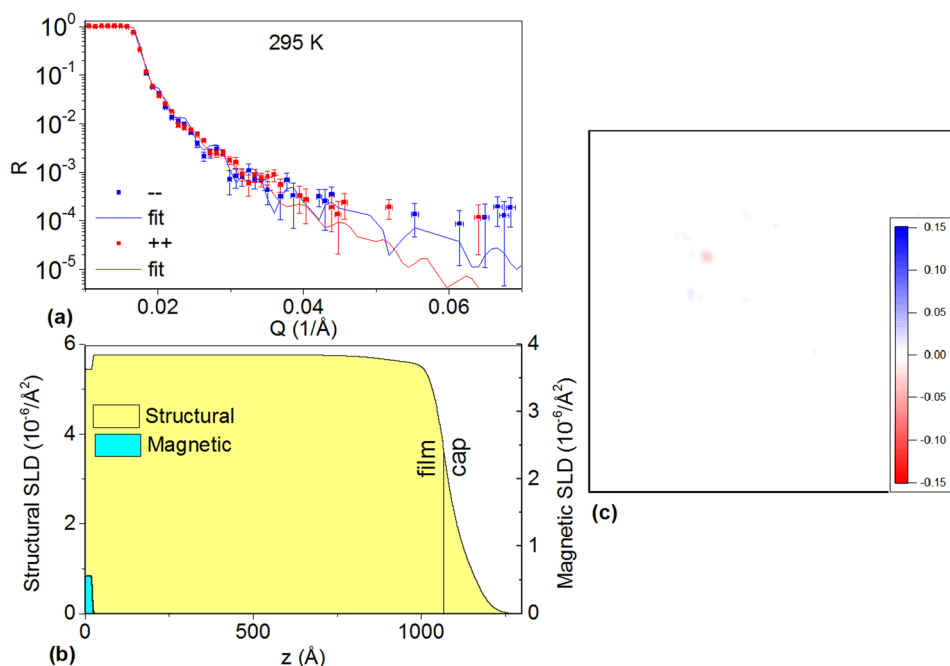 10^0
10^-1
10^-2
10^-3
10^-4
10^-5
R
295 K
--
fit
++
fit
0.02 0.04 0.06
Q (1/Å)
(a)
6
4
2
0
Structural SLD (10^-6/Å^2)
Structural
Magnetic
film
cap
4
3
2
1
0
Magnetic SLD (10^-6/Å^2)
0 500 1000
z (Å)
(b)
0.15
0.10
0.05
0.00
-0.05
-0.10
-0.15
(c)